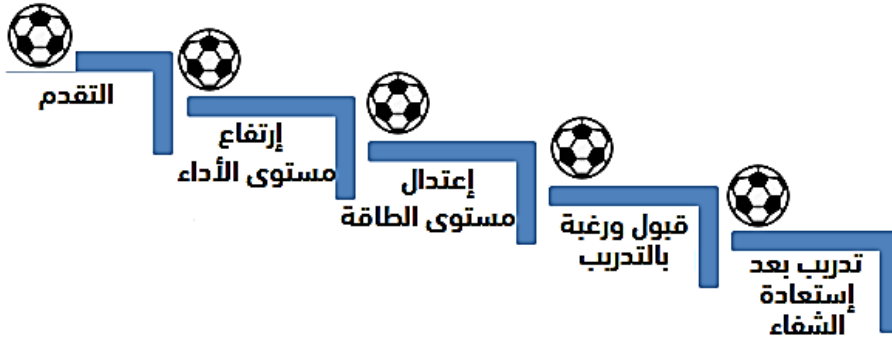 تدريب بعد
إستعادة
الشفاء
قبول ورغبة
بالتدريب
إعتدال
مستوى الطاقة
إرتفاع
مستوى الأداء
التقدم